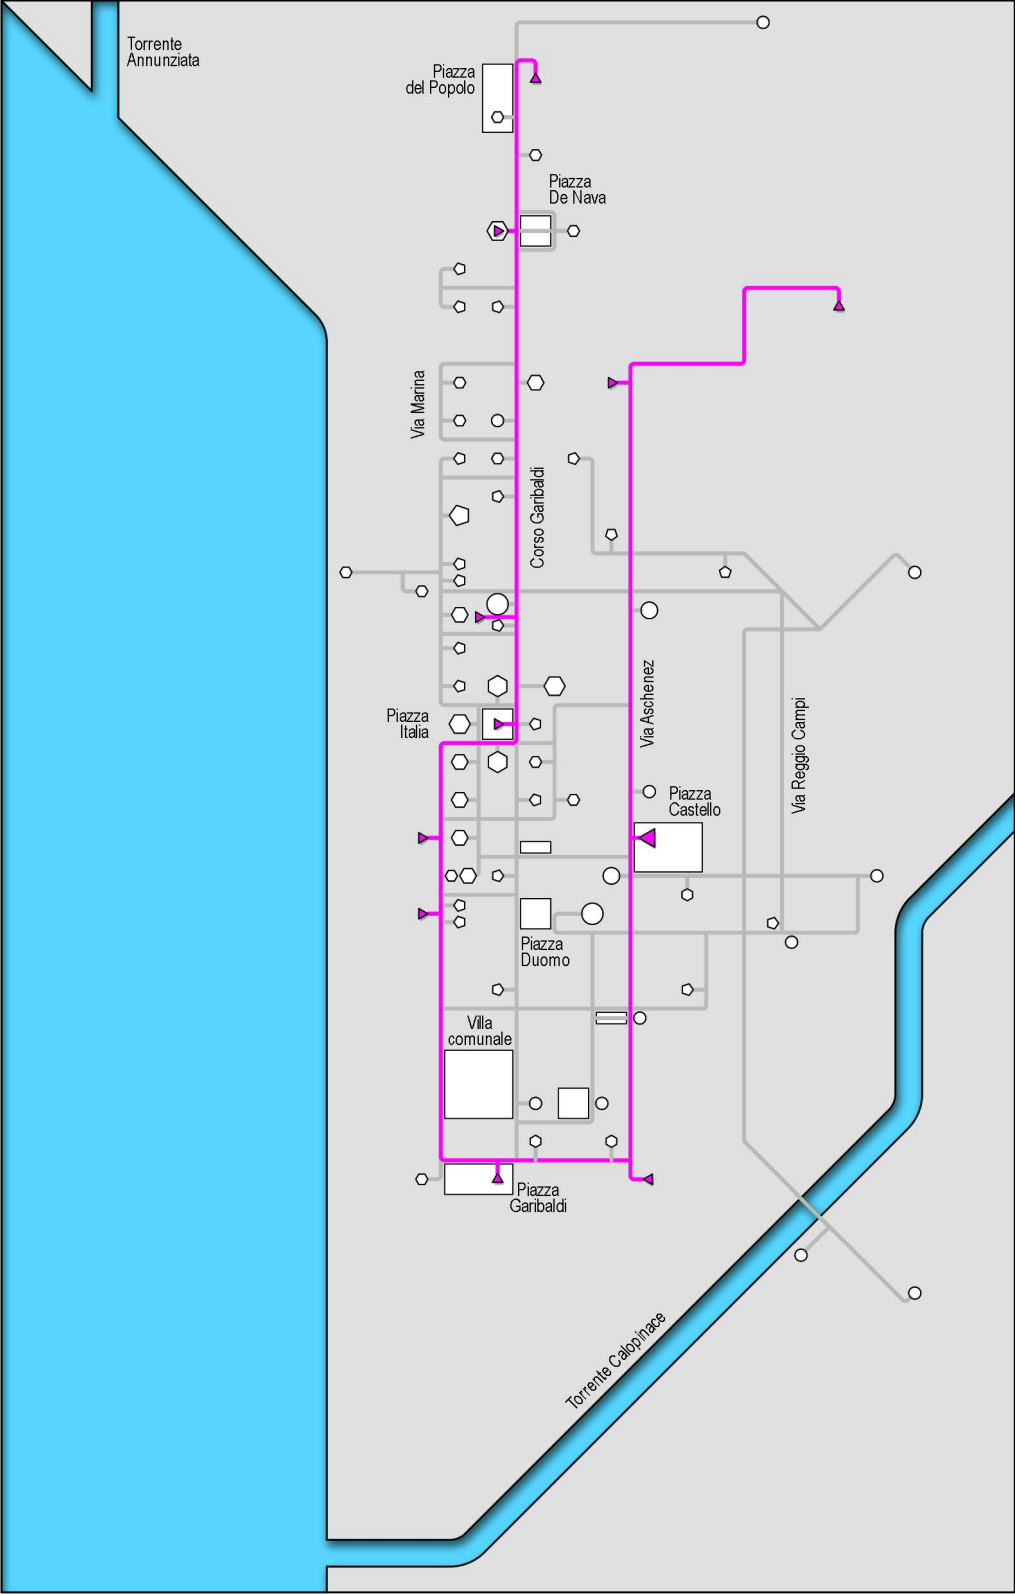 Torrente
Annunziata
Piazza
del Popolo
Piazza
De Nava
Via Marina
Corso Garibaldi
Via Aschenez
Piazza
Italia
Via Reggio Campi
Piazza
Castello
Piazza
Duomo
Villa
comunale
Piazza
Garibaldi
Torrente Calopinace